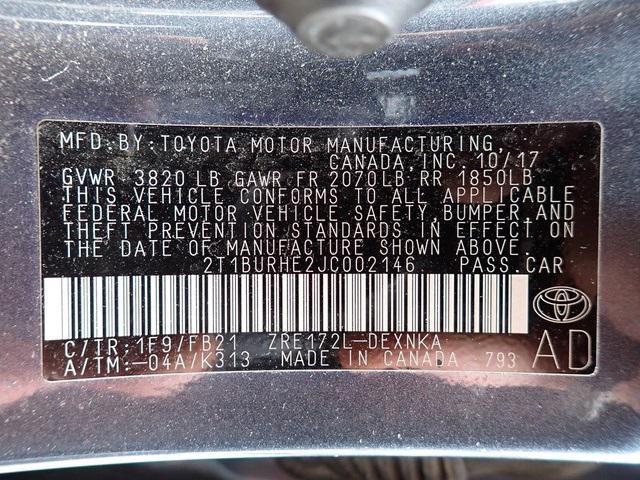 MFD. BY: TOYOTA MOTOR MANUFACTURING,
CANADA, INC. 10/17
GVWR 3820 LB GAWR FR 2070LB RR 1850LB
THIS VEHICLE CONFORMS TO ALL APPLICABLE
FEDERAL MOTOR VEHICLE SAFETY, BUMPER, AND
THEFT PREVENTION STANDARDS IN EFFECT ON
THE DATE OF MANUFACTURE SHOWN ABOVE.
2T1BURHE2JC002146 PASS. CAR
C/TR: 1F9/FB21 ZRE172L-DEXNKA
A/TM: -04A/K313 MADE IN CANADA 793
AD